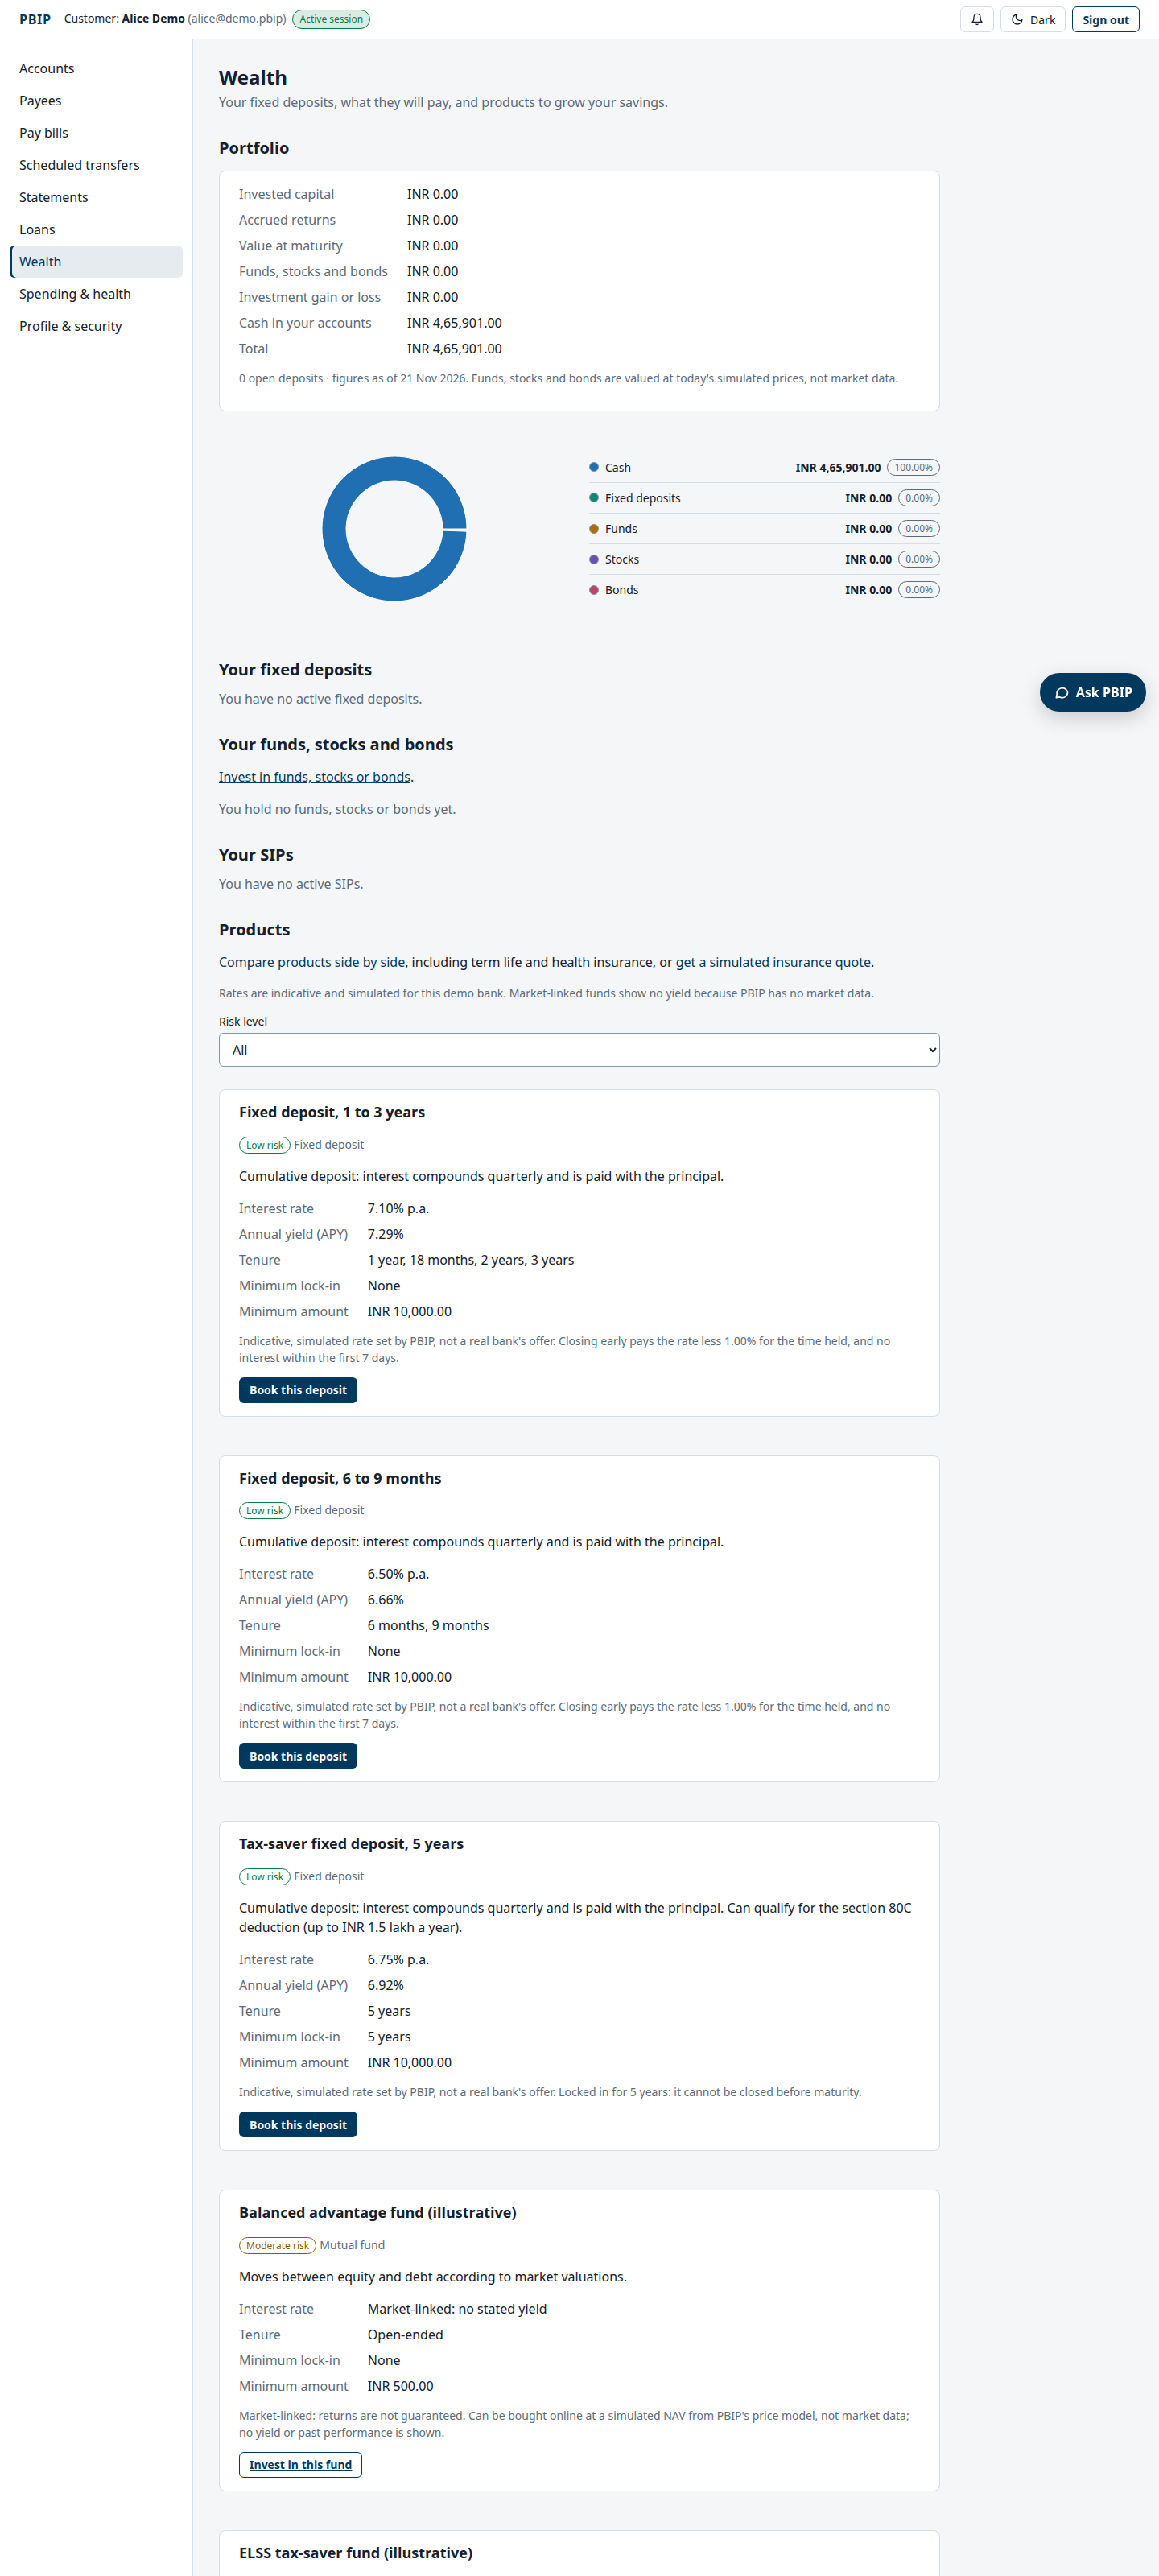 PBIP Customer: Alice Demo (alice@demo.pbip) Active session Dark Sign out
Accounts
Payees
Pay bills
Scheduled transfers
Statements
Loans
Wealth
Spending & health
Profile & security
Wealth
Your fixed deposits, what they will pay, and products to grow your savings.
Portfolio
Invested capital INR 0.00
Accrued returns INR 0.00
Value at maturity INR 0.00
Funds, stocks and bonds INR 0.00
Investment gain or loss INR 0.00
Cash in your accounts INR 4,65,901.00
Total INR 4,65,901.00
0 open deposits · figures as of 21 Nov 2026. Funds, stocks and bonds are valued at today's simulated prices, not market data.
Cash INR 4,65,901.00 100.00%
Fixed deposits INR 0.00 0.00%
Funds INR 0.00 0.00%
Stocks INR 0.00 0.00%
Bonds INR 0.00 0.00%
Your fixed deposits
You have no active fixed deposits.
Ask PBIP
Your funds, stocks and bonds
Invest in funds, stocks or bonds.
You hold no funds, stocks or bonds yet.
Your SIPs
You have no active SIPs.
Products
Compare products side by side, including term life and health insurance, or get a simulated insurance quote.
Rates are indicative and simulated for this demo bank. Market-linked funds show no yield because PBIP has no market data.
Risk level
All
Fixed deposit, 1 to 3 years
Low risk Fixed deposit
Cumulative deposit: interest compounds quarterly and is paid with the principal.
Interest rate 7.10% p.a.
Annual yield (APY) 7.29%
Tenure 1 year, 18 months, 2 years, 3 years
Minimum lock-in None
Minimum amount INR 10,000.00
Indicative, simulated rate set by PBIP, not a real bank's offer. Closing early pays the rate less 1.00% for the time held, and no
interest within the first 7 days.
Book this deposit
Fixed deposit, 6 to 9 months
Low risk Fixed deposit
Cumulative deposit: interest compounds quarterly and is paid with the principal.
Interest rate 6.50% p.a.
Annual yield (APY) 6.66%
Tenure 6 months, 9 months
Minimum lock-in None
Minimum amount INR 10,000.00
Indicative, simulated rate set by PBIP, not a real bank's offer. Closing early pays the rate less 1.00% for the time held, and no
interest within the first 7 days.
Book this deposit
Tax-saver fixed deposit, 5 years
Low risk Fixed deposit
Cumulative deposit: interest compounds quarterly and is paid with the principal. Can qualify for the section 80C
deduction (up to INR 1.5 lakh a year).
Interest rate 6.75% p.a.
Annual yield (APY) 6.92%
Tenure 5 years
Minimum lock-in 5 years
Minimum amount INR 10,000.00
Indicative, simulated rate set by PBIP, not a real bank's offer. Locked in for 5 years: it cannot be closed before maturity.
Book this deposit
Balanced advantage fund (illustrative)
Moderate risk Mutual fund
Moves between equity and debt according to market valuations.
Interest rate Market-linked: no stated yield
Tenure Open-ended
Minimum lock-in None
Minimum amount INR 500.00
Market-linked: returns are not guaranteed. Can be bought online at a simulated NAV from PBIP's price model, not market data;
no yield or past performance is shown.
Invest in this fund
ELSS tax-saver fund (illustrative)